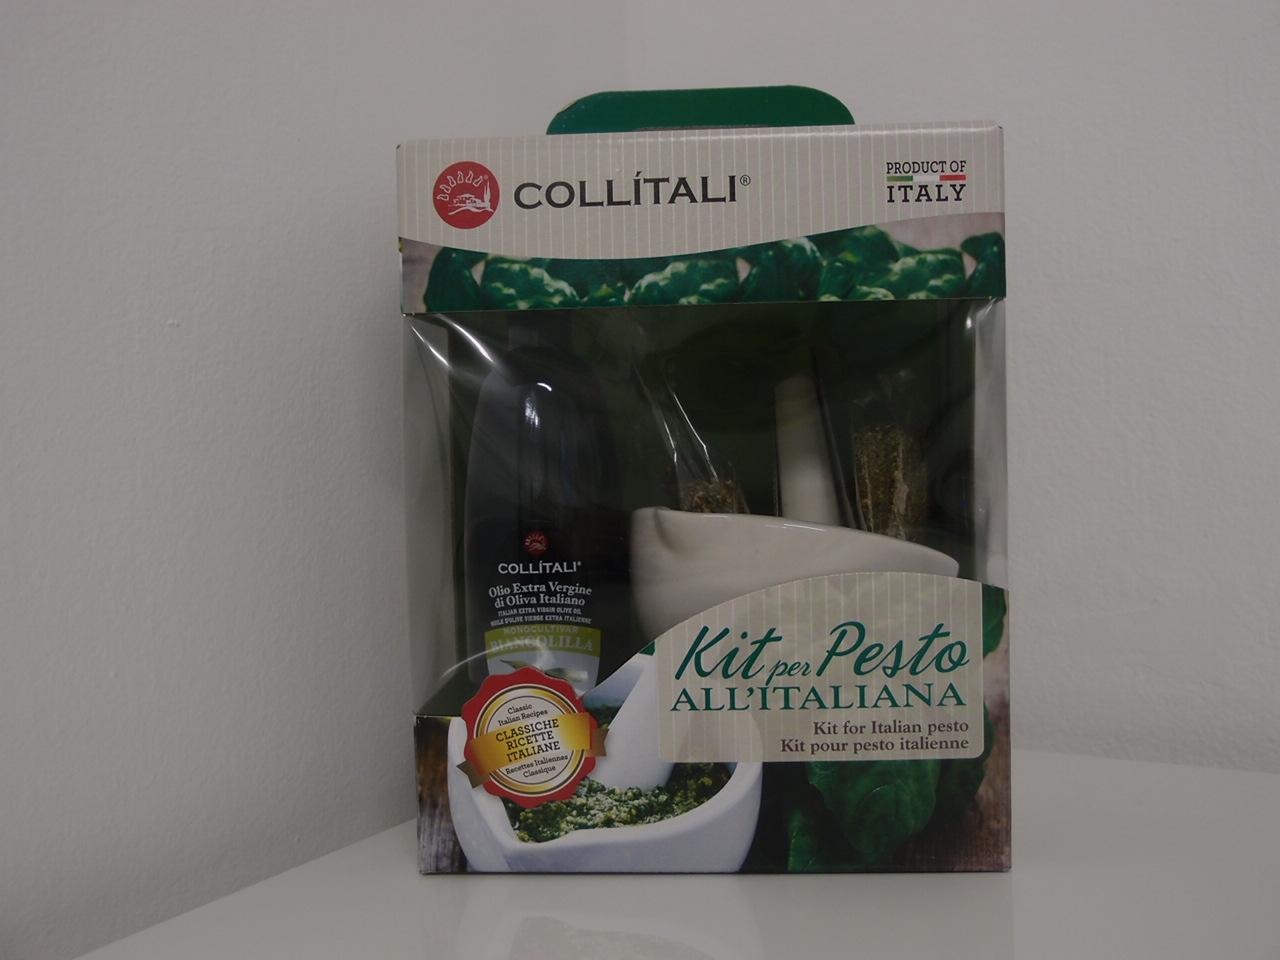 COLLÍTALI®
PRODUCT OF
ITALY
COLLÍTALI®
Olio Extra Vergine
di Oliva Italiano
ITALIAN EXTRA VIRGIN OLIVE OIL
HUILE D'OLIVE VIERGE EXTRA ITALIENNE
MONOCULTIVAR
BIANCOLILLA
Kit per Pesto
ALL'ITALIANA
Kit for Italian pesto
Kit pour pesto italienne
Classic
Italian Recipes
CLASSICHE
RICETTE
ITALIANE
Recettes Italiennes
Classique